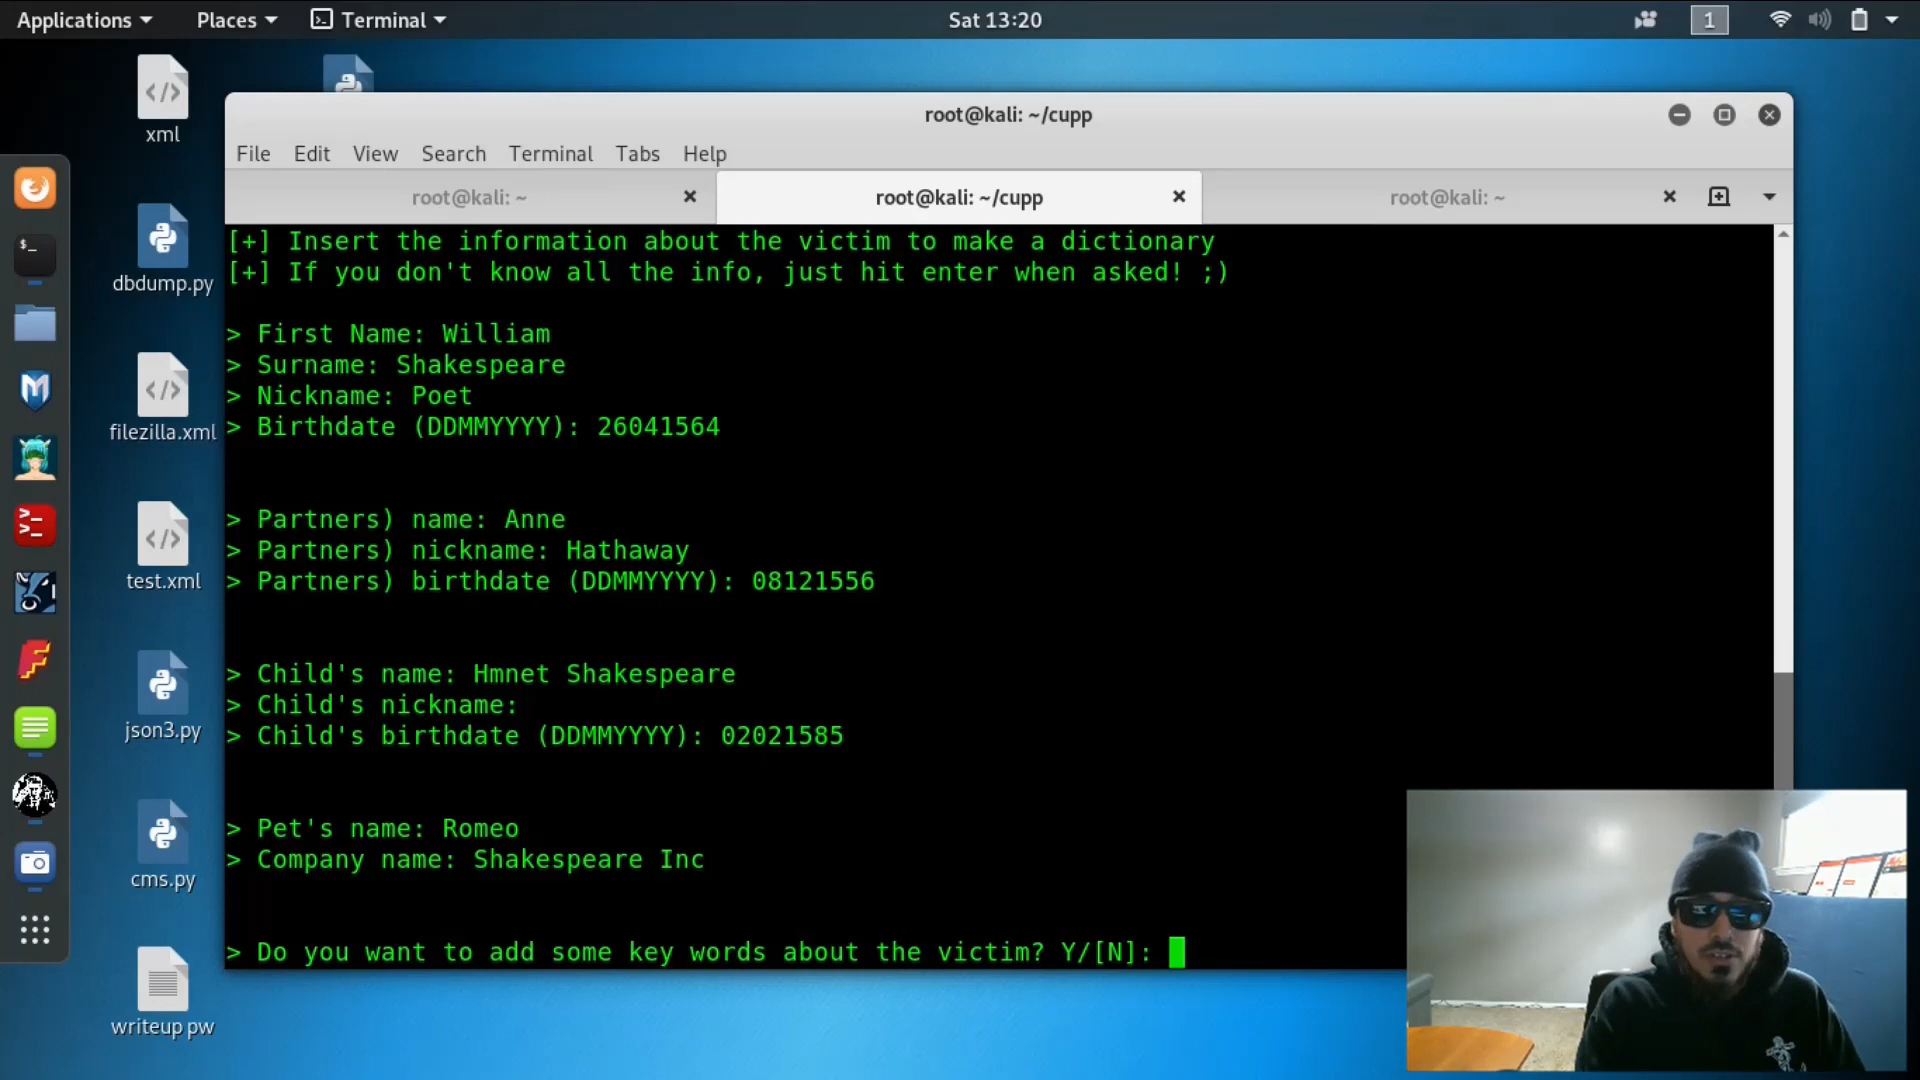 Applications Places Terminal Sat 13:20 1
xml
dbdump.py
filezilla.xml
test.xml
json3.py
cms.py
writeup pw
root@kali: ~/cupp
File Edit View Search Terminal Tabs Help
root@kali: ~ root@kali: ~/cupp root@kali: ~
[+] Insert the information about the victim to make a dictionary
[+] If you don't know all the info, just hit enter when asked! ;)
> First Name: William
> Surname: Shakespeare
> Nickname: Poet
> Birthdate (DDMMYYYY): 26041564
> Partners) name: Anne
> Partners) nickname: Hathaway
> Partners) birthdate (DDMMYYYY): 08121556
> Child's name: Hmnet Shakespeare
> Child's nickname:
> Child's birthdate (DDMMYYYY): 02021585
> Pet's name: Romeo
> Company name: Shakespeare Inc
> Do you want to add some key words about the victim? Y/[N]: